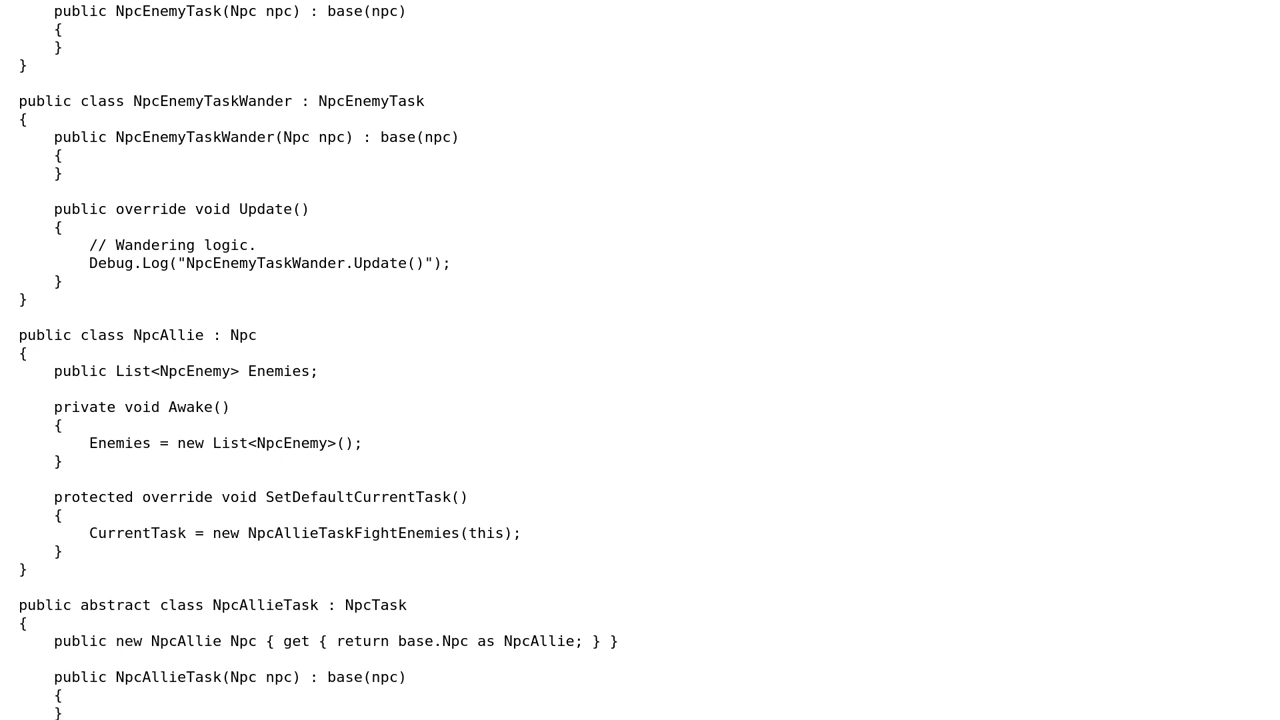 public NpcEnemyTask(Npc npc) : base(npc)
{
}
}
public class NpcEnemyTaskWander : NpcEnemyTask
{
public NpcEnemyTaskWander(Npc npc) : base(npc)
{
}
public override void Update()
{
// Wandering logic.
Debug.Log("NpcEnemyTaskWander.Update()");
}
}
public class NpcAllie : Npc
{
public List<NpcEnemy> Enemies;
private void Awake()
{
Enemies = new List<NpcEnemy>();
}
protected override void SetDefaultCurrentTask()
{
CurrentTask = new NpcAllieTaskFightEnemies(this);
}
}
public abstract class NpcAllieTask : NpcTask
{
public new NpcAllie Npc { get { return base.Npc as NpcAllie; } }
public NpcAllieTask(Npc npc) : base(npc)
{
}